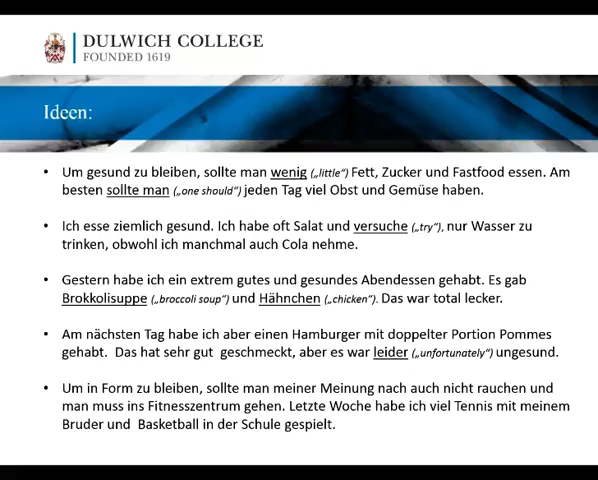 DULWICH COLLEGE
FOUNDED 1619
Ideen:
• Um gesund zu bleiben, sollte man wenig („little“) Fett, Zucker und Fastfood essen. Am
besten sollte man („one should“) jeden Tag viel Obst und Gemüse haben.
• Ich esse ziemlich gesund. Ich habe oft Salat und versuche („try“), nur Wasser zu
trinken, obwohl ich manchmal auch Cola nehme.
• Gestern habe ich ein extrem gutes und gesundes Abendessen gehabt. Es gab
Brokkolisuppe („broccoli soup“) und Hähnchen („chicken“). Das war total lecker.
• Am nächsten Tag habe ich aber einen Hamburger mit doppelter Portion Pommes
gehabt. Das hat sehr gut geschmeckt, aber es war leider („unfortunately“) ungesund.
• Um in Form zu bleiben, sollte man meiner Meinung nach auch nicht rauchen und
man muss ins Fitnesszentrum gehen. Letzte Woche habe ich viel Tennis mit meinem
Bruder und Basketball in der Schule gespielt.